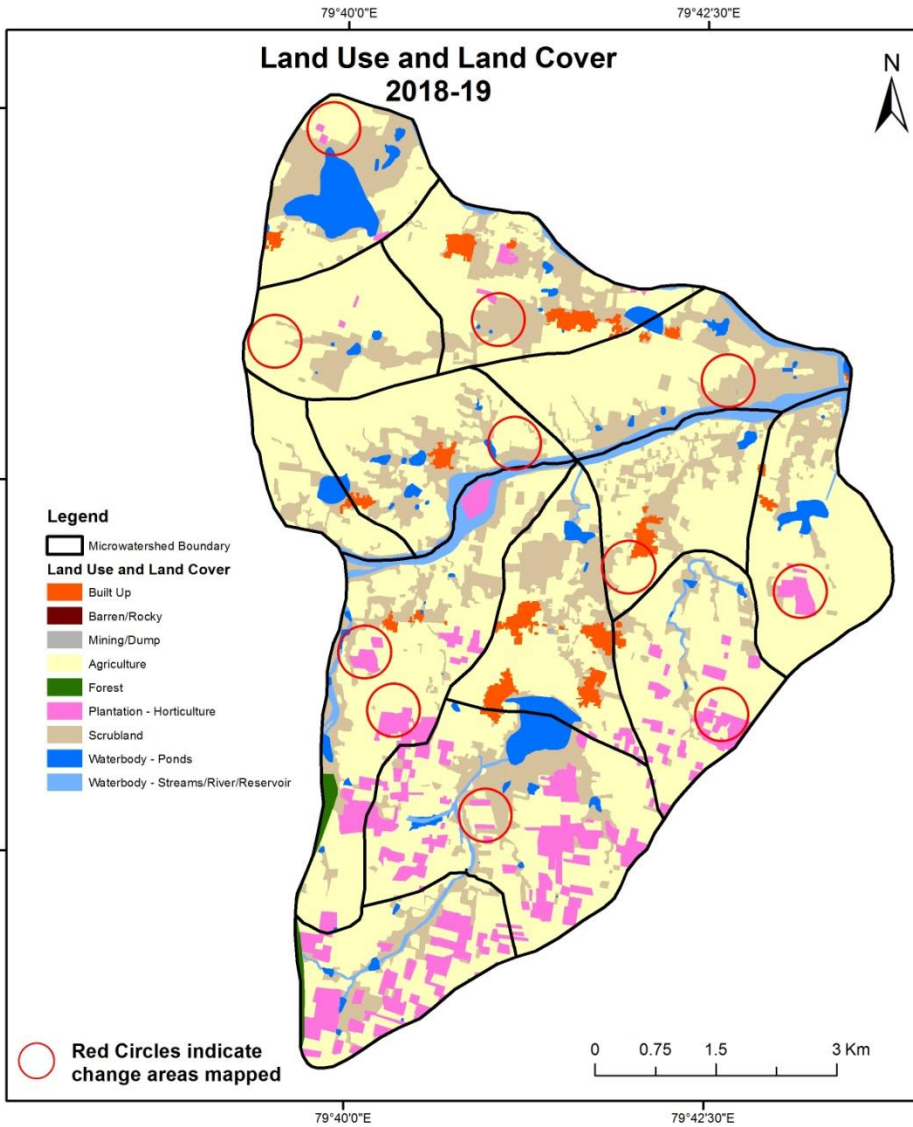 79°40'0"E
79°42'30"E
Land Use and Land Cover
2018-19
N
Legend
Microwatershed Boundary
Land Use and Land Cover
Built Up
Barren/Rocky
Mining/Dump
Agriculture
Forest
Plantation - Horticulture
Scrubland
Waterbody - Ponds
Waterbody - Streams/River/Reservoir
Red Circles indicate
change areas mapped
0 0.75 1.5 3 Km
79°40'0"E
79°42'30"E